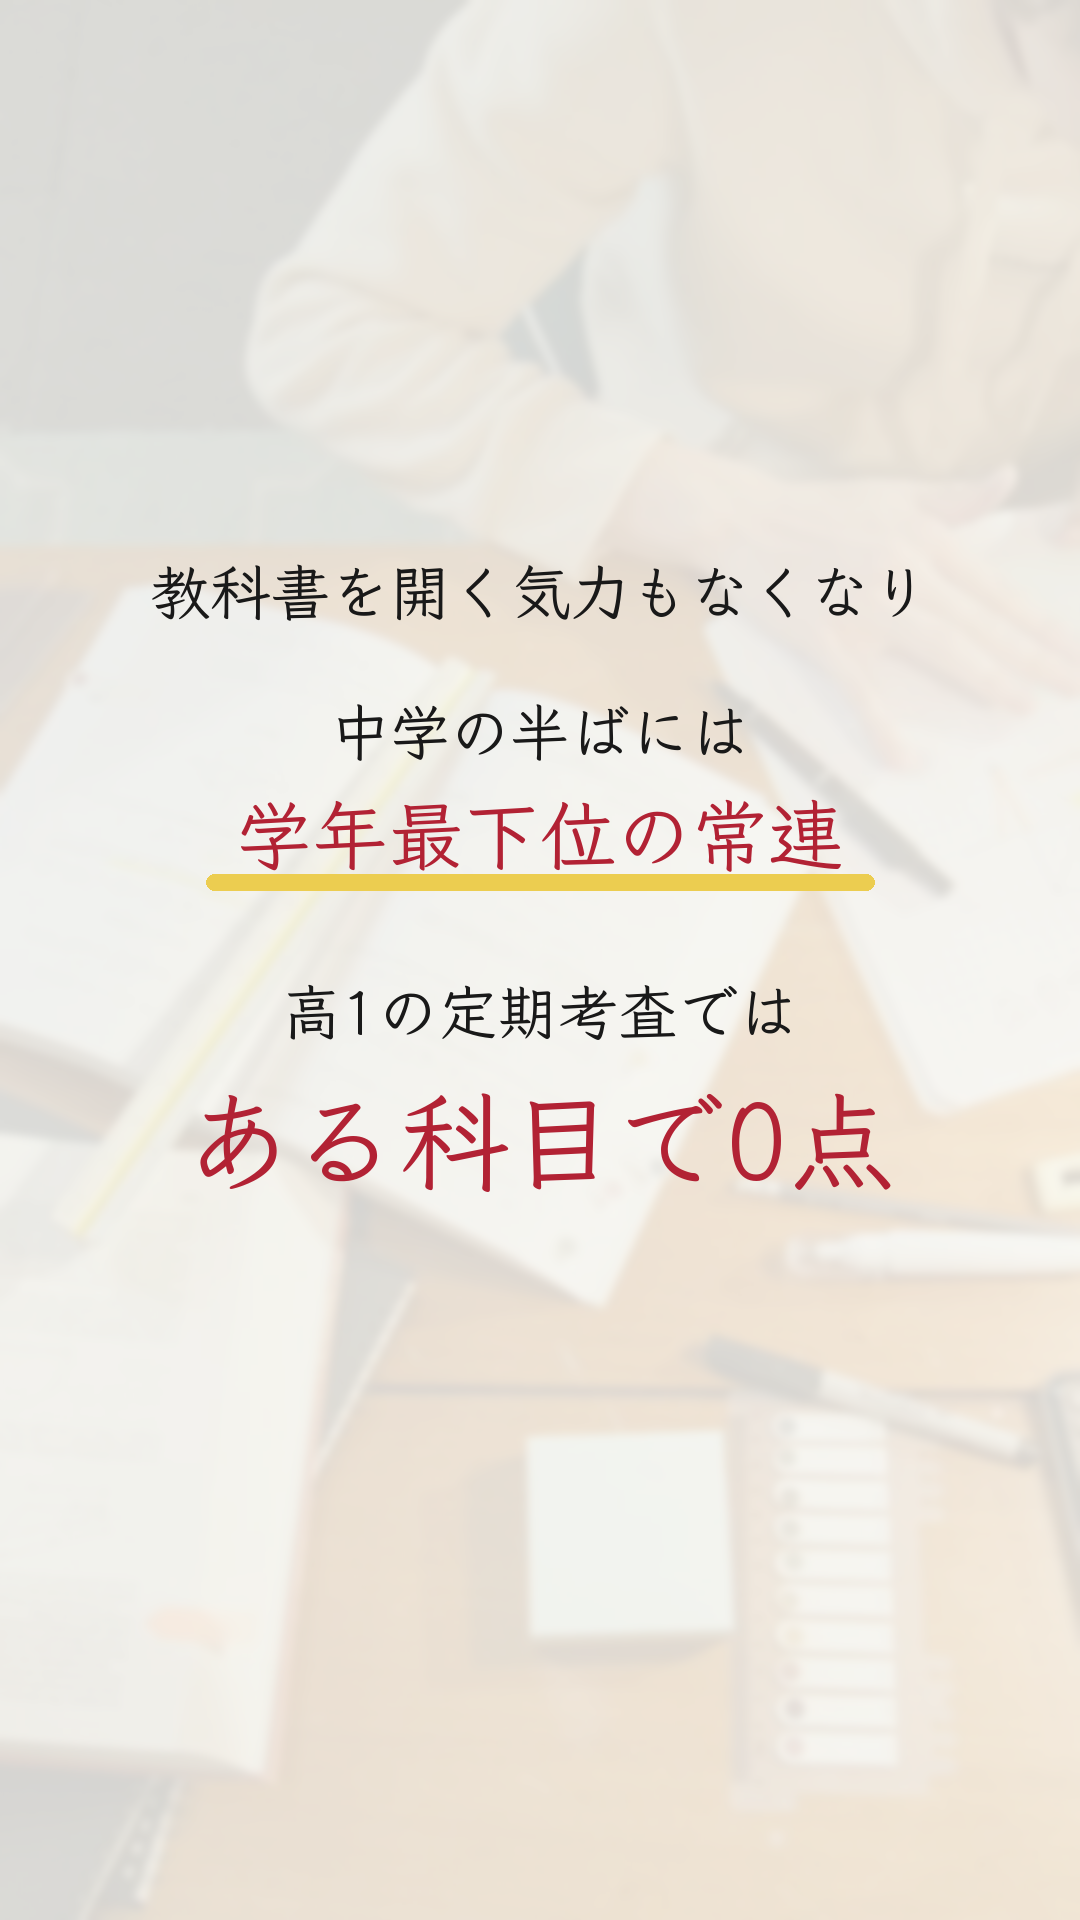 教科書を開く気力もなくなり
中学の半ばには
学年最下位の常連
高1の定期考査では
ある科目で0点